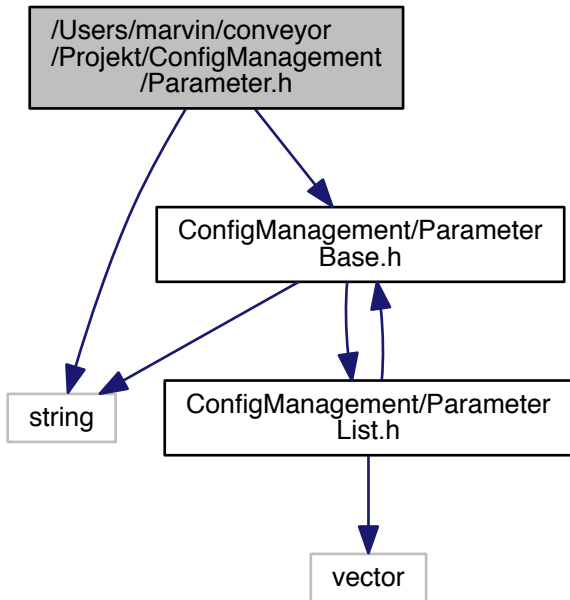 /Users/marvin/conveyor
/Projekt/ConfigManagement
/Parameter.h
ConfigManagement/Parameter
Base.h
string
ConfigManagement/Parameter
List.h
vector